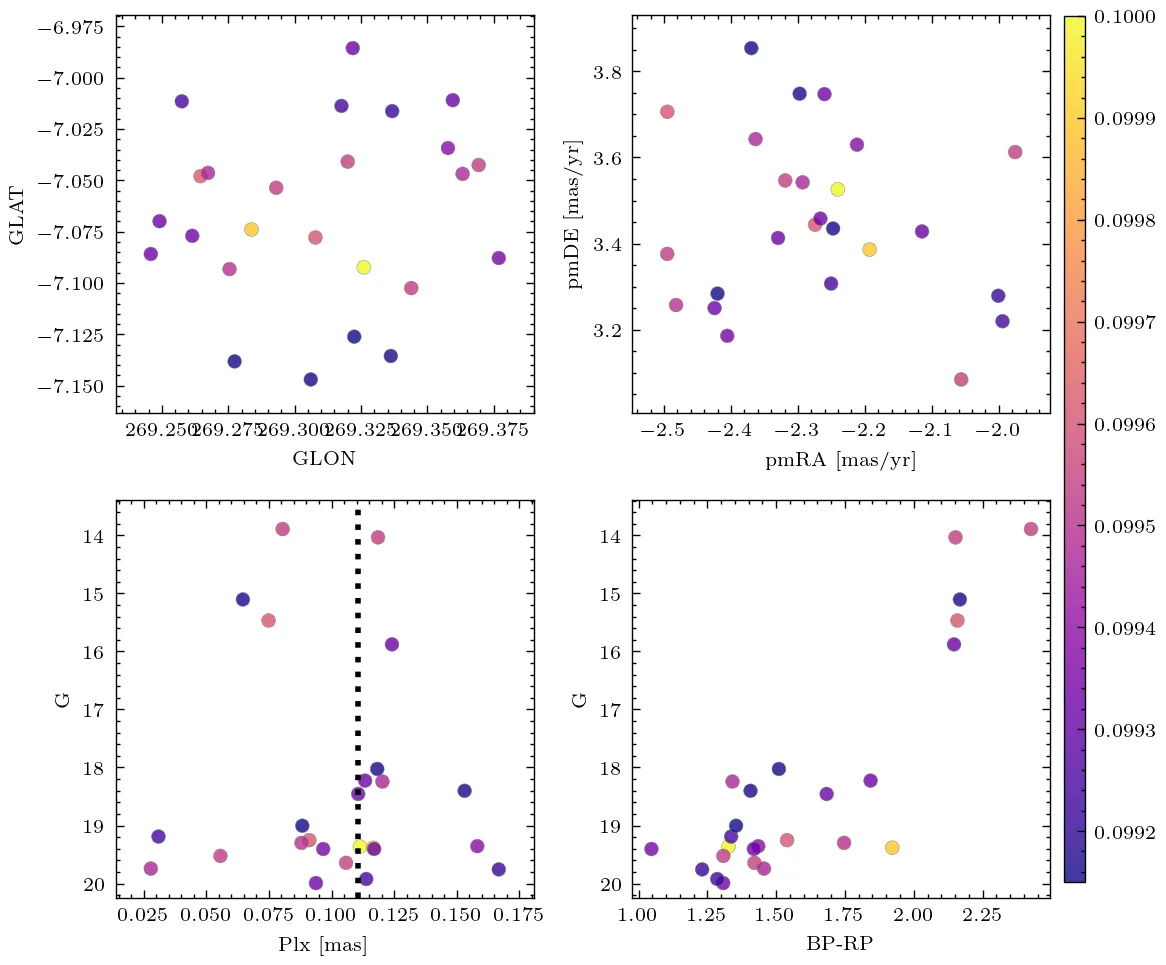 −6.975
−7.000
−7.025
−7.050
−7.075
−7.100
−7.125
−7.150
GLAT
269.250 269.275 269.300 269.325 269.350 269.375
GLON
3.8
3.6
3.4
3.2
pmDE [mas/yr]
−2.5 −2.4 −2.3 −2.2 −2.1 −2.0
pmRA [mas/yr]
14
15
16
17
18
19
20
G
0.025 0.050 0.075 0.100 0.125 0.150 0.175
Plx [mas]
14
15
16
17
18
19
20
G
1.00 1.25 1.50 1.75 2.00 2.25
BP-RP
0.1000
0.0999
0.0998
0.0997
0.0996
0.0995
0.0994
0.0993
0.0992